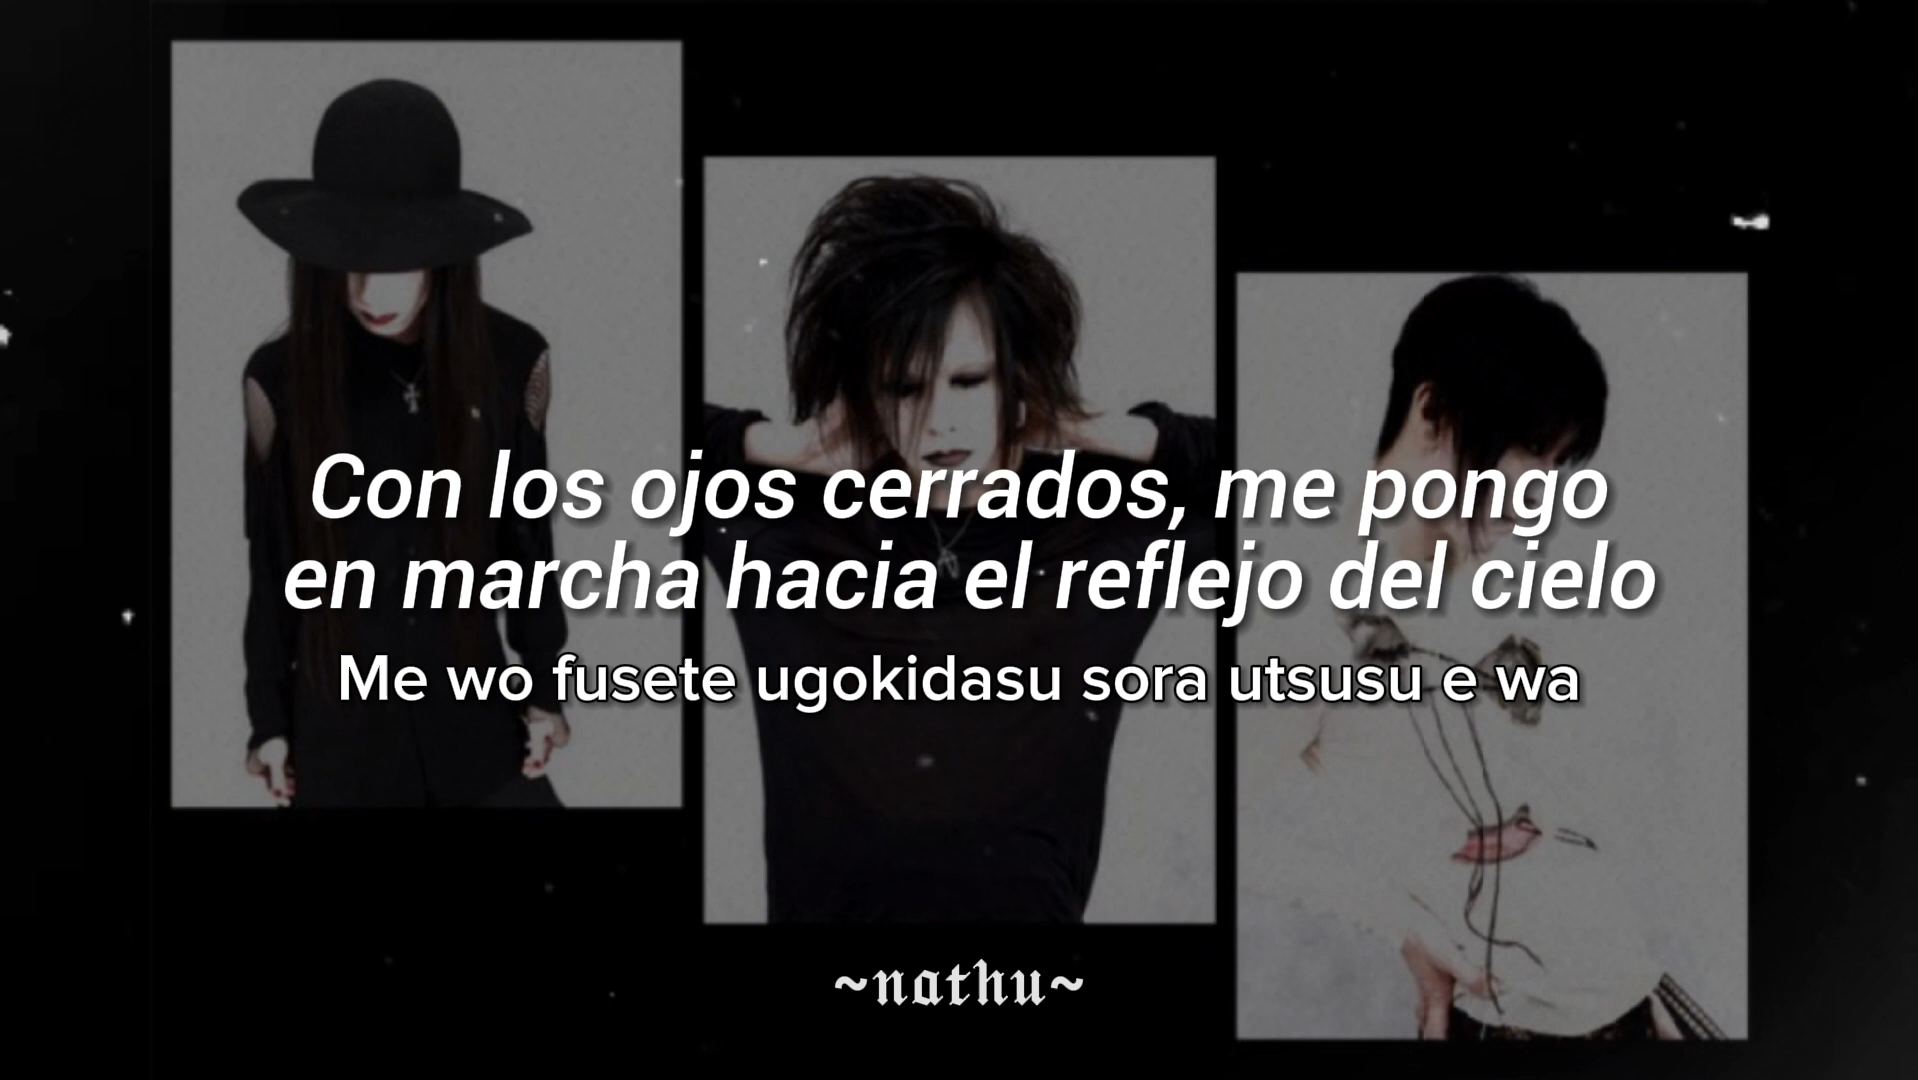 Con los ojos cerrados, me pongo
en marcha hacia el reflejo del cielo
Me wo fusete ugokidasu sora utsusu e wa
~nathu~